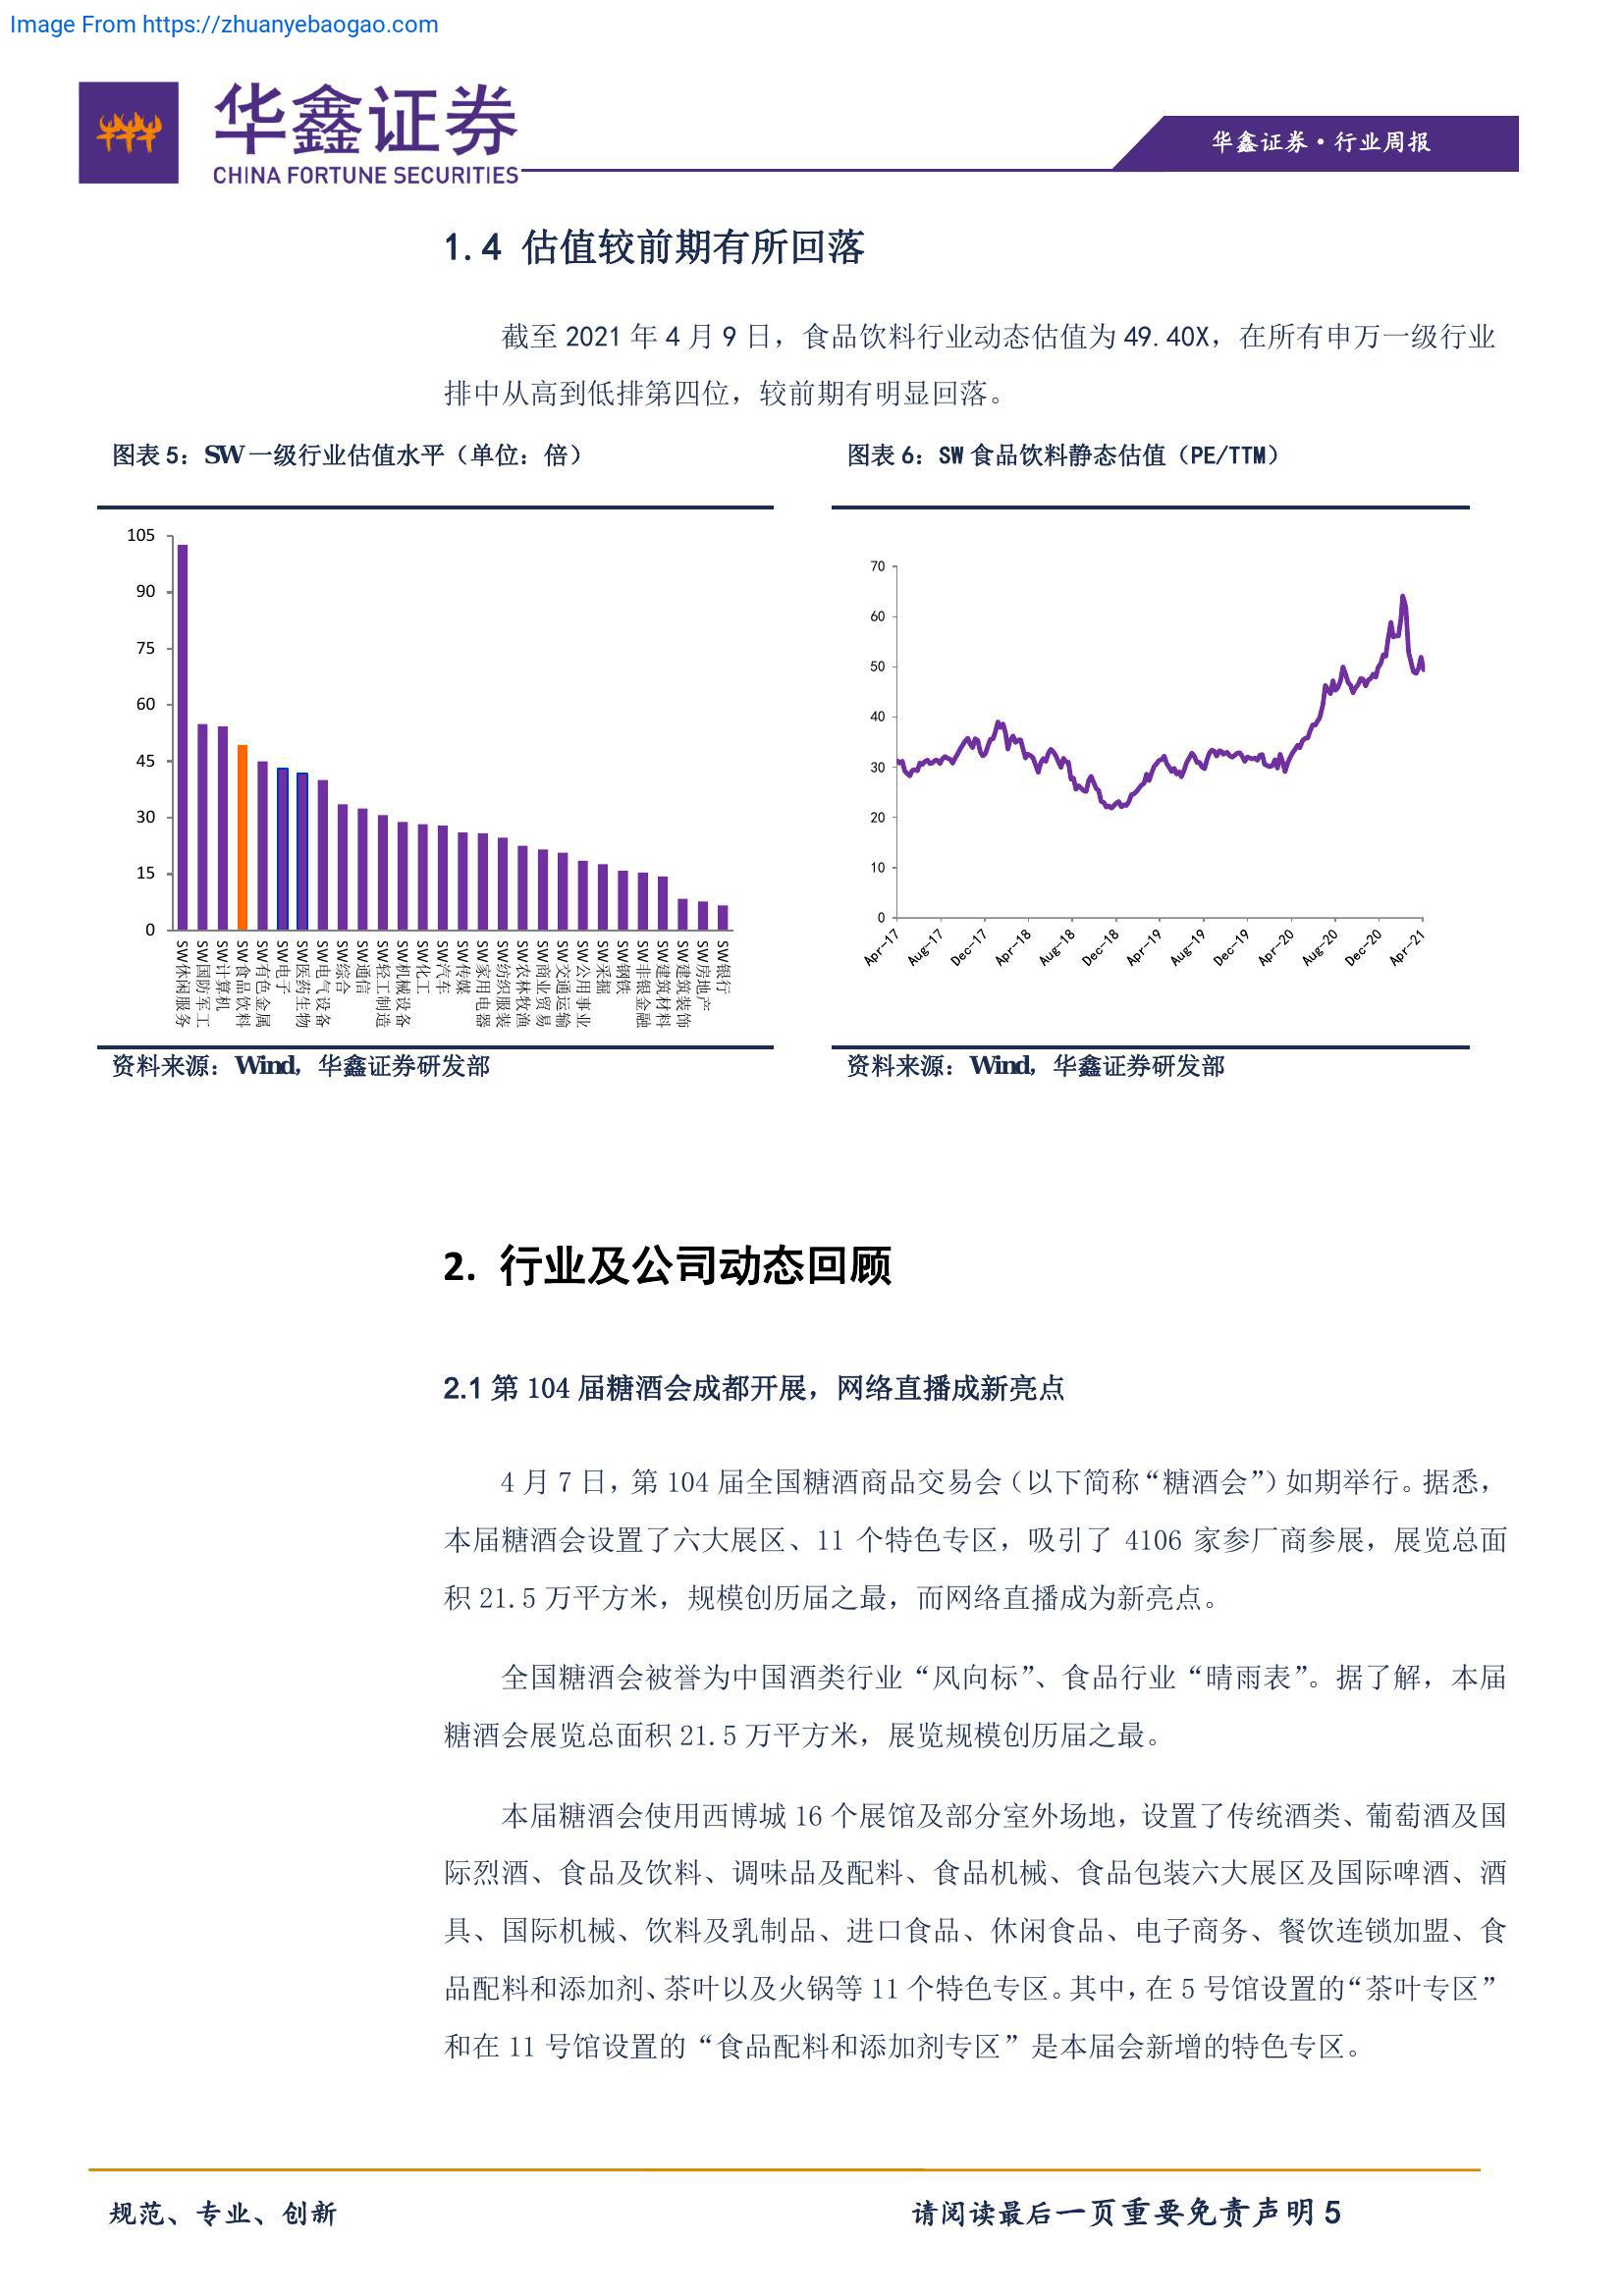 Image From https://zhuanyebaogao.com
华鑫证券
CHINA FORTUNE SECURITIES
华鑫证券·行业周报
1.4 估值较前期有所回落
截至 2021 年 4 月 9 日，食品饮料行业动态估值为 49.40X，在所有申万一级行业
排中从高到低排第四位，较前期有明显回落。
图表 5：SW 一级行业估值水平（单位：倍）
105
90
75
60
45
30
15
0
SW休闲服务
SW国防军工
SW计算机
SW食品饮料
SW有色金属
SW电子
SW医药生物
SW电气设备
SW综合
SW通信
SW轻工制造
SW机械设备
SW化工
SW汽车
SW传媒
SW家用电器
SW纺织服装
SW农林牧渔
SW商业贸易
SW交通运输
SW公用事业
SW采掘
SW钢铁
SW非银金融
SW建筑材料
SW建筑装饰
SW房地产
SW银行
资料来源：Wind，华鑫证券研发部
图表 6：SW 食品饮料静态估值（PE/TTM）
70
60
50
40
30
20
10
0
Apr-17
Aug-17
Dec-17
Apr-18
Aug-18
Dec-18
Apr-19
Aug-19
Dec-19
Apr-20
Aug-20
Dec-20
Apr-21
资料来源：Wind，华鑫证券研发部
2. 行业及公司动态回顾
2.1 第 104 届糖酒会成都开展，网络直播成新亮点
4 月 7 日，第 104 届全国糖酒商品交易会（以下简称“糖酒会”）如期举行。据悉，
本届糖酒会设置了六大展区、11 个特色专区，吸引了 4106 家参厂商参展，展览总面
积 21.5 万平方米，规模创历届之最，而网络直播成为新亮点。
全国糖酒会被誉为中国酒类行业“风向标”、食品行业“晴雨表”。据了解，本届
糖酒会展览总面积 21.5 万平方米，展览规模创历届之最。
本届糖酒会使用西博城 16 个展馆及部分室外场地，设置了传统酒类、葡萄酒及国
际烈酒、食品及饮料、调味品及配料、食品机械、食品包装六大展区及国际啤酒、酒
具、国际机械、饮料及乳制品、进口食品、休闲食品、电子商务、餐饮连锁加盟、食
品配料和添加剂、茶叶以及火锅等 11 个特色专区。其中，在 5 号馆设置的“茶叶专区”
和在 11 号馆设置的“食品配料和添加剂专区”是本届会新增的特色专区。
规范、专业、创新
请阅读最后一页重要免责声明 5